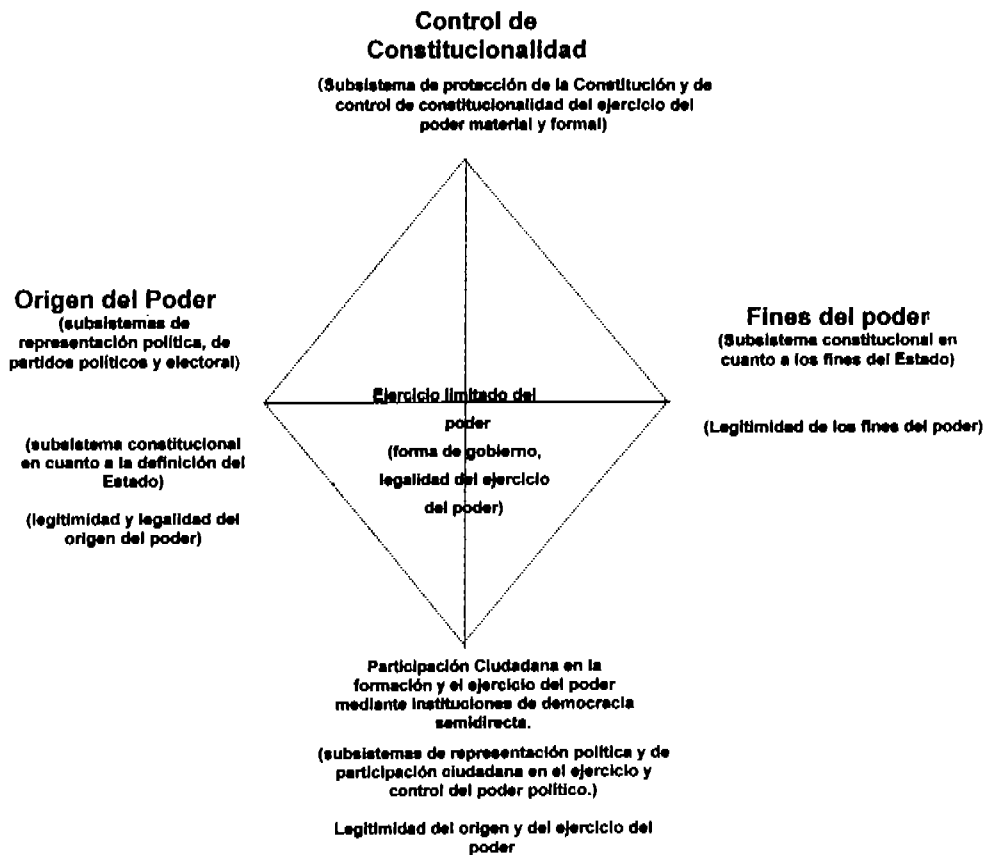 Control de
Constitucionalidad
(Subsistema de protección de la Constitución y de
control de constitucionalidad del ejercicio del
poder material y formal)
Origen del Poder
(subsistemas de
representación política, de
partidos políticos y electoral)
(subsistema constitucional
en cuanto a la definición del
Estado)
(legitimidad y legalidad del
origen del poder)
Ejercicio limitado del
poder
(forma de gobierno,
legalidad del ejercicio
del poder)
Fines del poder
(Subsistema constitucional en
cuanto a los fines del Estado)
(Legitimidad de los fines del poder)
Participación Ciudadana en la
formación y el ejercicio del poder
mediante instituciones de democracia
semidirecta.
(subsistemas de representación política y de
participación ciudadana en el ejercicio y
control del poder político.)
Legitimidad del origen y del ejercicio del
poder